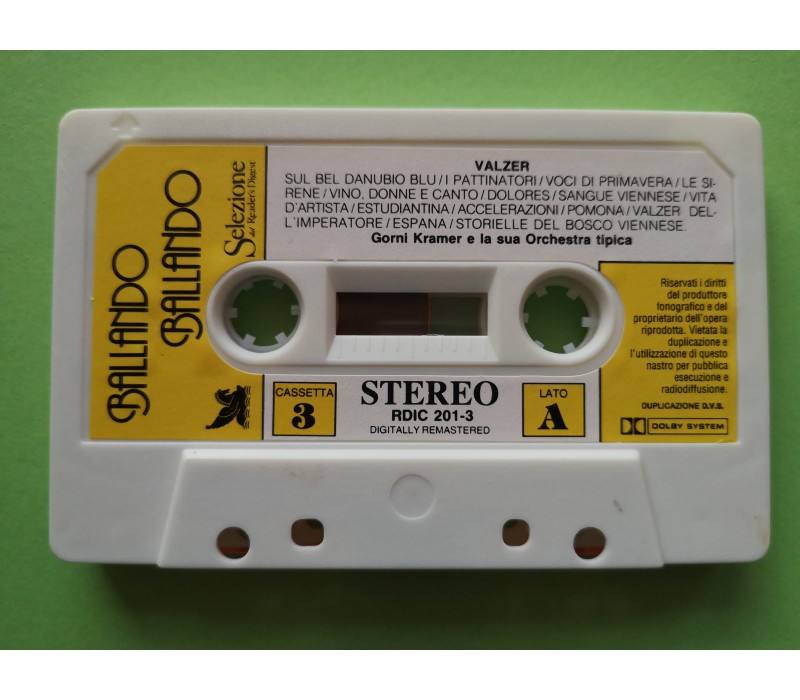 BALLANDO
BALLANDO
Selezione
dal Reader's Digest
VALZER
SUL BEL DANUBIO BLU/I PATTINATORI/VOCI DI PRIMAVERA/LE SI-
RENE/VINO, DONNE E CANTO/DOLORES/SANGUE VIENNESE/VITA
D'ARTISTA/ESTUDIANTINA/ACCELERAZIONI/POMONA/VALZER DEL-
L'IMPERATORE/ESPANA/STORIELLE DEL BOSCO VIENNESE.
Gorni Kramer e la sua Orchestra tipica
Riservati i diritti
del produttore
fonografico e del
proprietario dell'opera
riprodotta. Vietata la
duplicazione e
l'utilizzazione di questo
nastro per pubblica
esecuzione e
radiodiffusione.
DUPLICAZIONE D.V.S.
DOLBY SYSTEM
CASSETTA
3
STEREO
RDIC 201-3
DIGITALLY REMASTERED
LATO
A